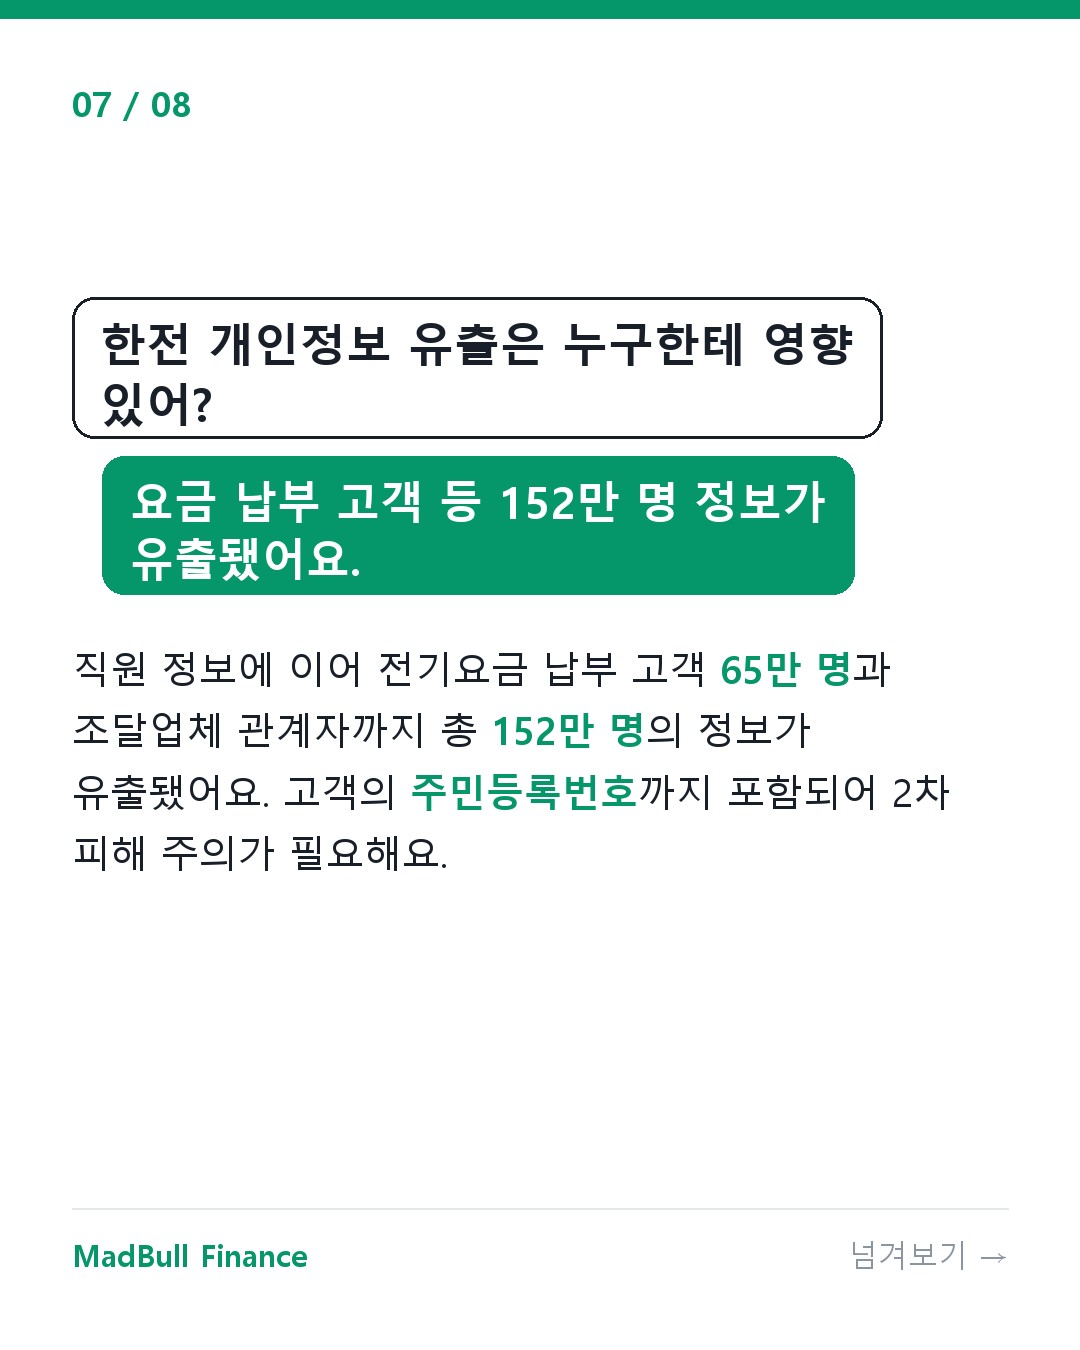 07 / 08
한전 개인정보 유출은 누구한테 영향
있어?
요금 납부 고객 등 152만 명 정보가
유출됐어요.
직원 정보에 이어 전기요금 납부 고객 65만 명과
조달업체 관계자까지 총 152만 명의 정보가
유출됐어요. 고객의 주민등록번호까지 포함되어 2차
피해 주의가 필요해요.
MadBull Finance
넘겨보기 →